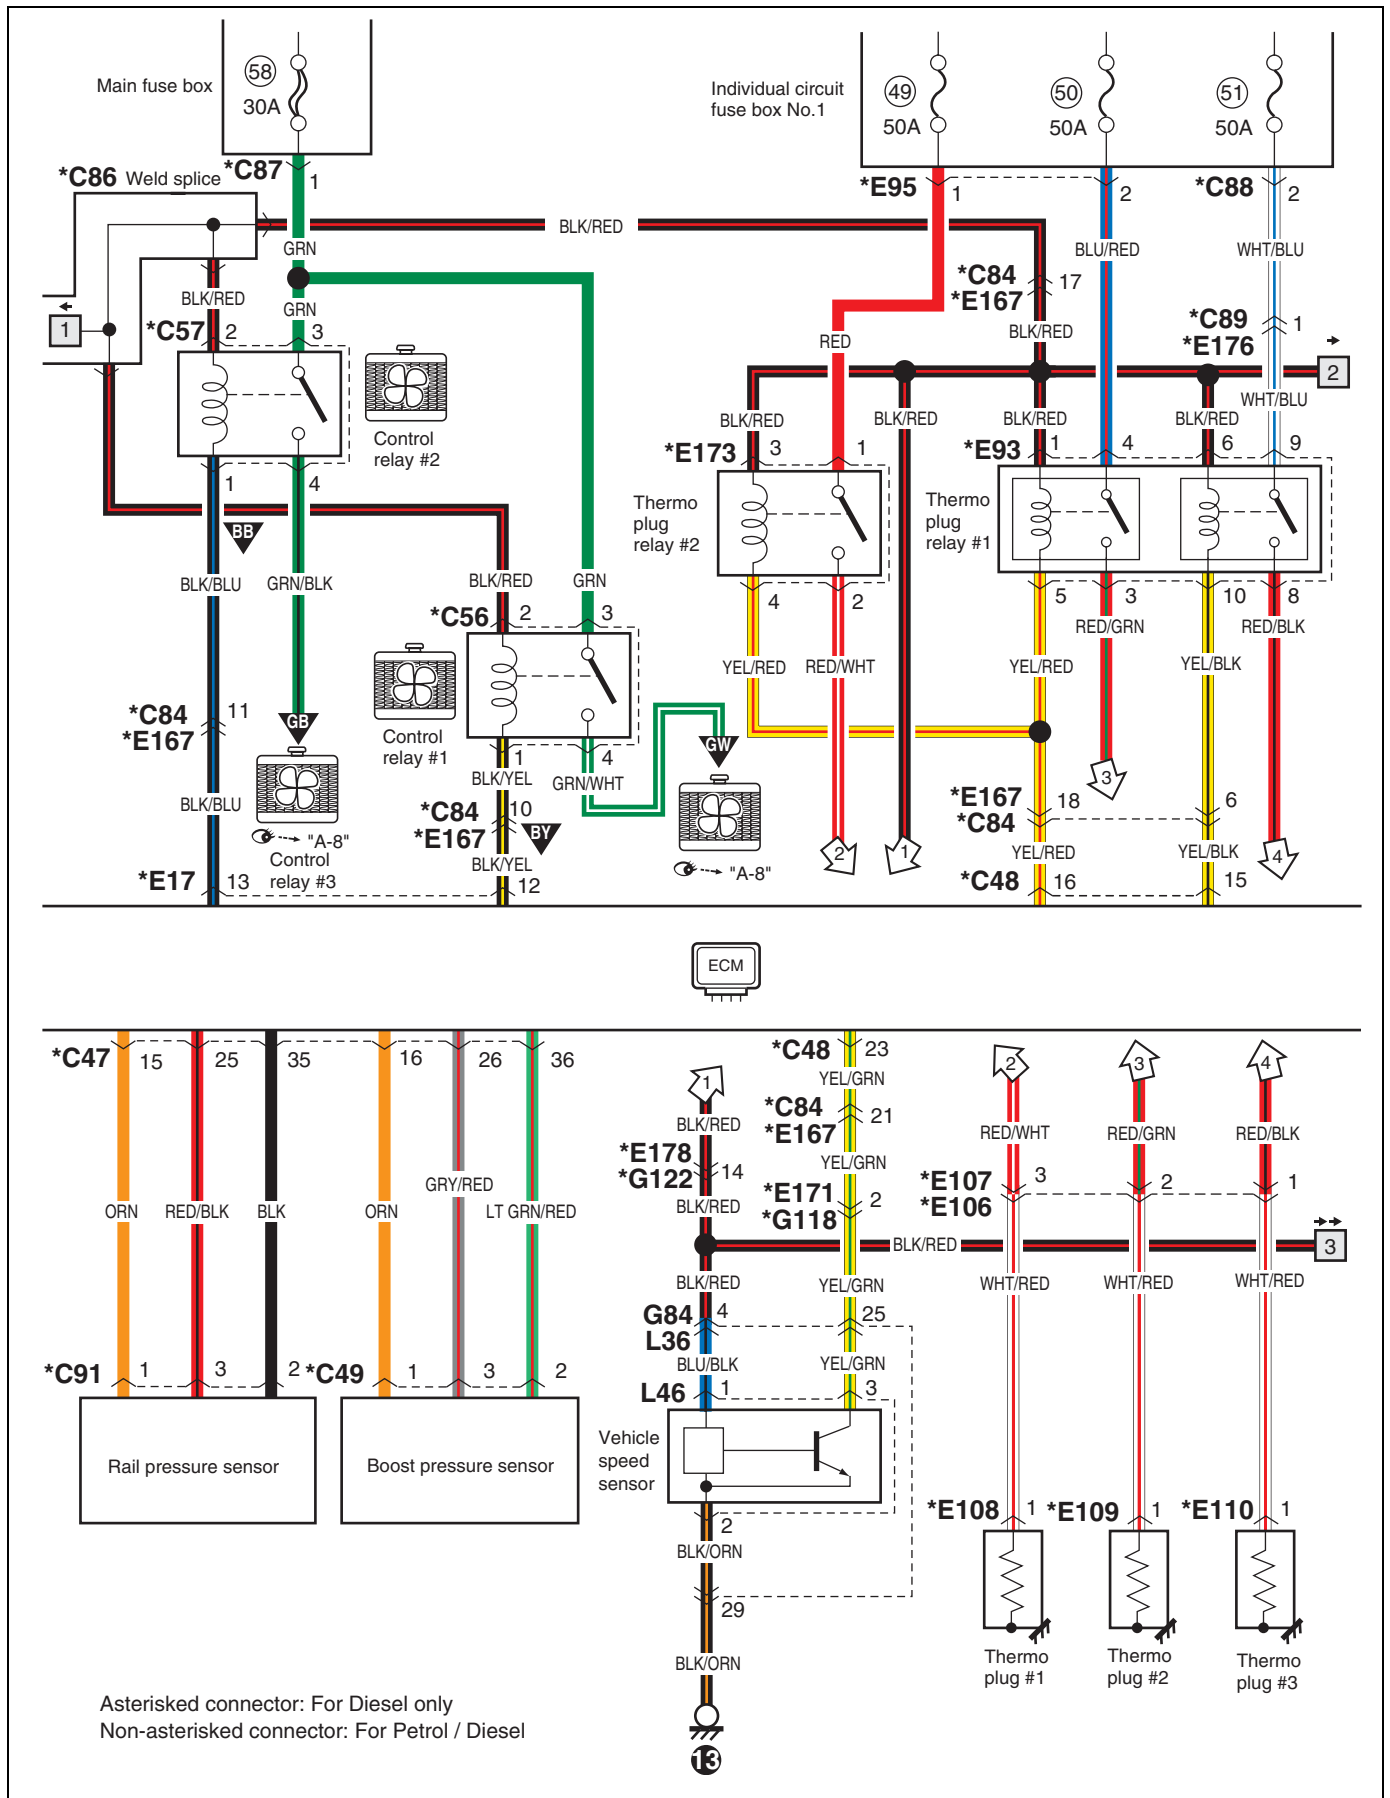 Main fuse box
58
30A
Individual circuit
fuse box No.1
49
50A
50
50A
51
50A
*C86 Weld splice
*C87
1
*E95
1
2
*C88
2
BLK/RED
GRN
BLU/RED
WHT/BLU
*C84
*E167
17
BLK/RED
GRN
1
*C57
2
3
RED
BLK/RED
*C89
*E176
1
2
WHT/BLU
Control
relay #2
BLK/RED
BLK/RED
BLK/RED
BLK/RED
*E173
3
1
*E93
1
4
6
9
1
4
BB
Thermo
plug
relay #2
Thermo
plug
relay #1
BLK/BLU
GRN/BLK
BLK/RED
GRN
*C56
2
3
4
2
5
3
10
8
RED/GRN
RED/BLK
YEL/RED
RED/WHT
YEL/RED
YEL/BLK
*C84
*E167
11
GB
Control
relay #1
GW
1
4
BLK/YEL
GRN/WHT
3
BLK/BLU
*C84
*E167
10
BY
*E167
*C84
18
6
"A-8"
Control
relay #3
BLK/YEL
"A-8"
2
1
YEL/RED
YEL/BLK
4
*E17
13
12
*C48
16
15
ECM
*C47
15
25
35
16
26
36
*C48
23
YEL/GRN
1
2
3
4
*C84
*E167
21
BLK/RED
RED/WHT
RED/GRN
RED/BLK
*E178
*G122
14
YEL/GRN
GRY/RED
*E171
*G118
2
*E107
*E106
3
2
1
ORN
RED/BLK
BLK
ORN
LT GRN/RED
BLK/RED
BLK/RED
3
BLK/RED
YEL/GRN
WHT/RED
WHT/RED
WHT/RED
G84
L36
4
25
*C91
1
3
2
*C49
1
3
2
BLU/BLK
YEL/GRN
L46
1
3
Rail pressure sensor
Boost pressure sensor
Vehicle
speed
sensor
2
*E108
1
*E109
1
*E110
1
BLK/ORN
29
BLK/ORN
Thermo
plug #1
Thermo
plug #2
Thermo
plug #3
Asterisked connector: For Diesel only
Non-asterisked connector: For Petrol / Diesel
13